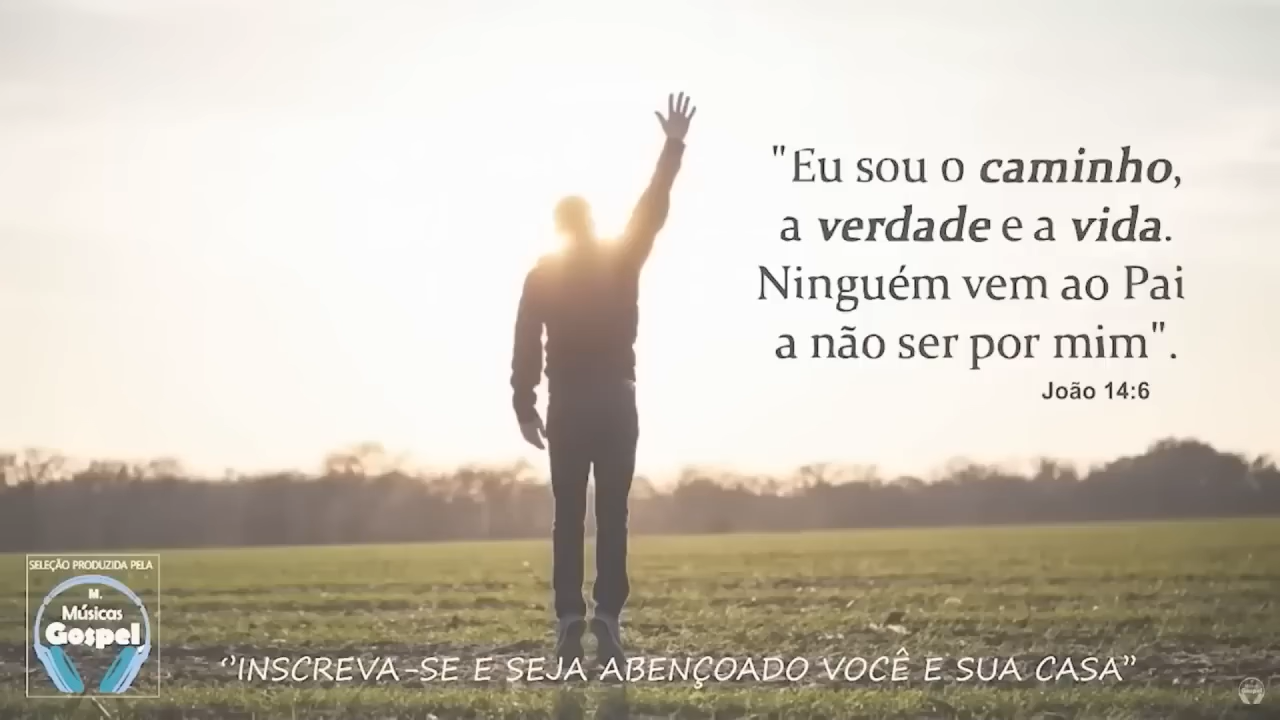 "Eu sou o caminho,
a verdade e a vida.
Ninguém vem ao Pai
a não ser por mim".
João 14:6
SELEÇÃO PRODUZIDA PELA
M.
Músicas
Gospel
“INSCREVA-SE E SEJA ABENÇOADO VOCÊ E SUA CASA”
Gospel